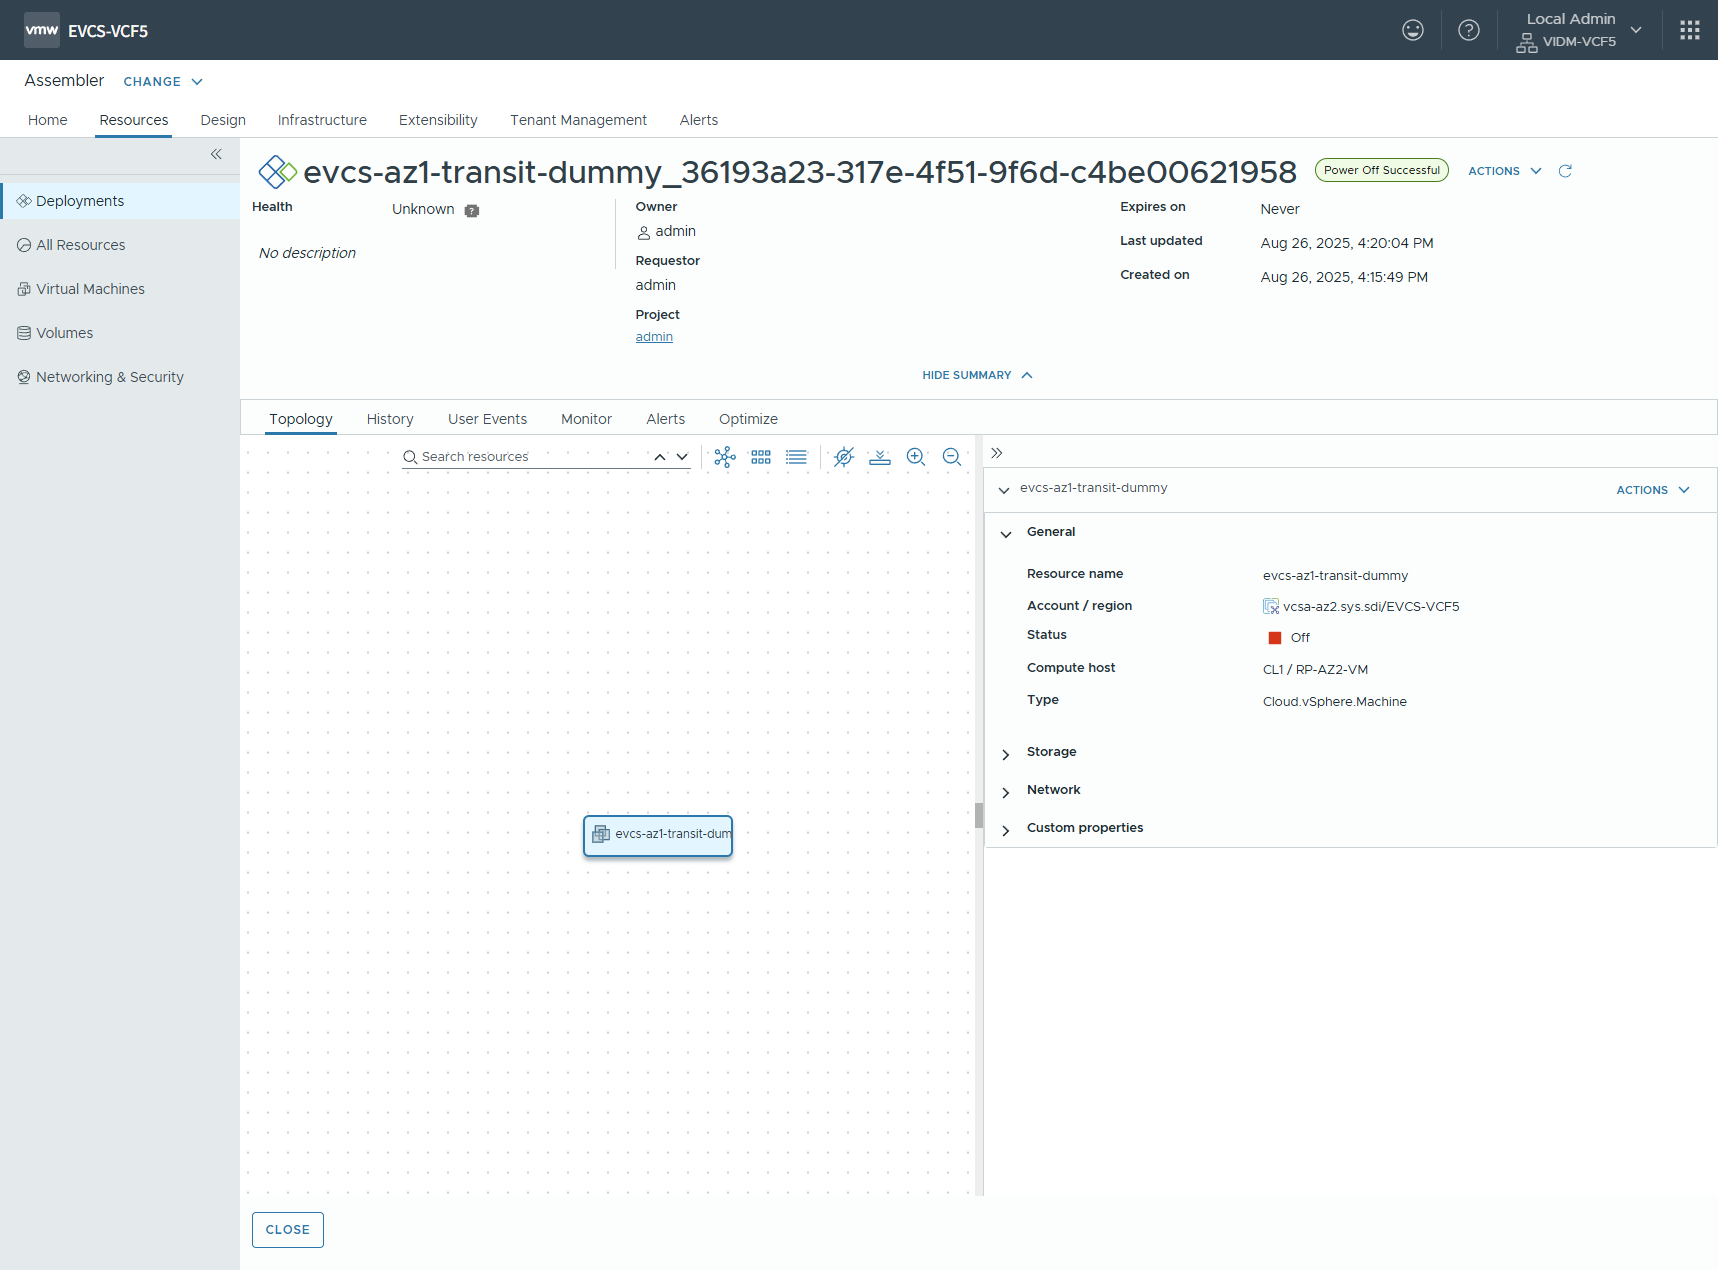 vmw EVCS-VCF5
Local Admin
VIDM-VCF5
Assembler CHANGE
Home Resources Design Infrastructure Extensibility Tenant Management Alerts
Deployments
All Resources
Virtual Machines
Volumes
Networking & Security
evcs-az1-transit-dummy_36193a23-317e-4f51-9f6d-c4be00621958 Power Off Successful ACTIONS
Health Unknown ?
No description
Owner
admin
Requestor
admin
Project
admin
Expires on Never
Last updated Aug 26, 2025, 4:20:04 PM
Created on Aug 26, 2025, 4:15:49 PM
HIDE SUMMARY
Topology History User Events Monitor Alerts Optimize
Search resources
evcs-az1-transit-dum
evcs-az1-transit-dummy ACTIONS
General
Resource name evcs-az1-transit-dummy
Account / region vcsa-az2.sys.sdi/EVCS-VCF5
Status Off
Compute host CL1 / RP-AZ2-VM
Type Cloud.vSphere.Machine
Storage
Network
Custom properties
CLOSE